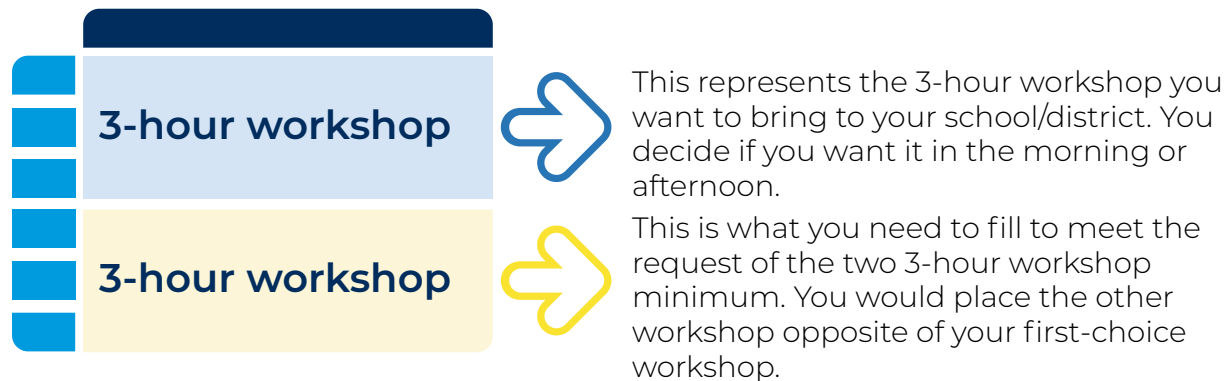 3-hour workshop
This represents the 3-hour workshop you
want to bring to your school/district. You
decide if you want it in the morning or
afternoon.
3-hour workshop
This is what you need to fill to meet the
request of the two 3-hour workshop
minimum. You would place the other
workshop opposite of your first-choice
workshop.